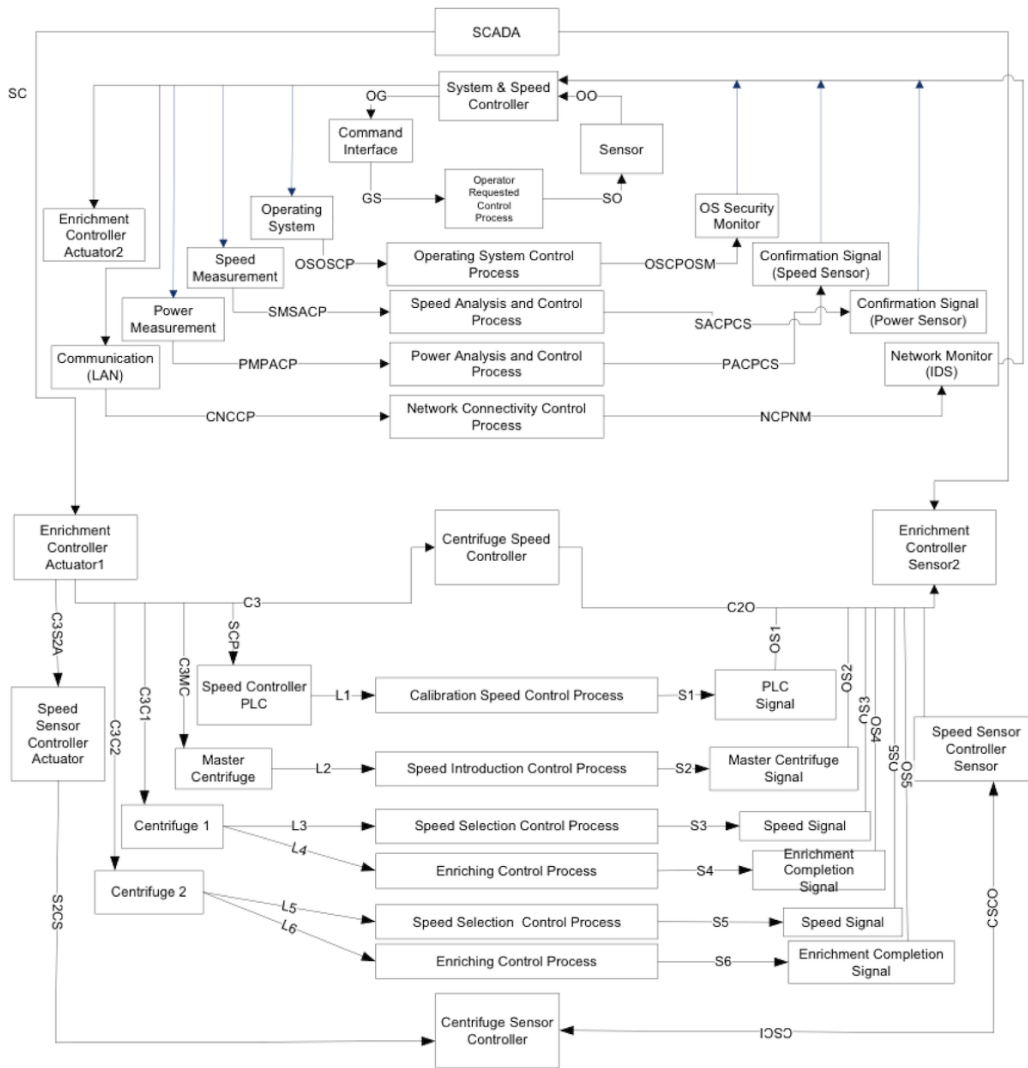 SCADA
SC
System & Speed
Controller
OG
OO
Command
Interface
Sensor
GS
Operator
Requested
Control
Process
SO
Enrichment
Controller
Actuator2
Operating
System
OS Security
Monitor
Speed
Measurement
OSOSCP
Operating System Control
Process
OSCPOSM
Confirmation Signal
(Speed Sensor)
Power
Measurement
SMSACP
Speed Analysis and Control
Process
SACPCS
Confirmation Signal
(Power Sensor)
Communication
(LAN)
PMPACP
Power Analysis and Control
Process
PACPCS
Network Monitor
(IDS)
CNCCP
Network Connectivity Control
Process
NCPNM
Enrichment
Controller
Actuator1
Centrifuge Speed
Controller
Enrichment
Controller
Sensor2
C3
C2O
C3S2A
SCP
C3MC
C3C1
C3C2
OS1
OS2
OS3
OS4
OS5
OS5
Speed Controller
PLC
L1
Calibration Speed Control Process
S1
PLC
Signal
Speed
Sensor
Controller
Actuator
Speed Sensor
Controller
Sensor
Master
Centrifuge
L2
Speed Introduction Control Process
S2
Master Centrifuge
Signal
Centrifuge 1
L3
Speed Selection Control Process
S3
Speed Signal
L4
Enriching Control Process
S4
Enrichment
Completion
Signal
Centrifuge 2
L5
Speed Selection Control Process
S5
Speed Signal
L6
Enriching Control Process
S6
Enrichment Completion
Signal
S2CS
CSCO
Centrifuge Sensor
Controller
CSCI